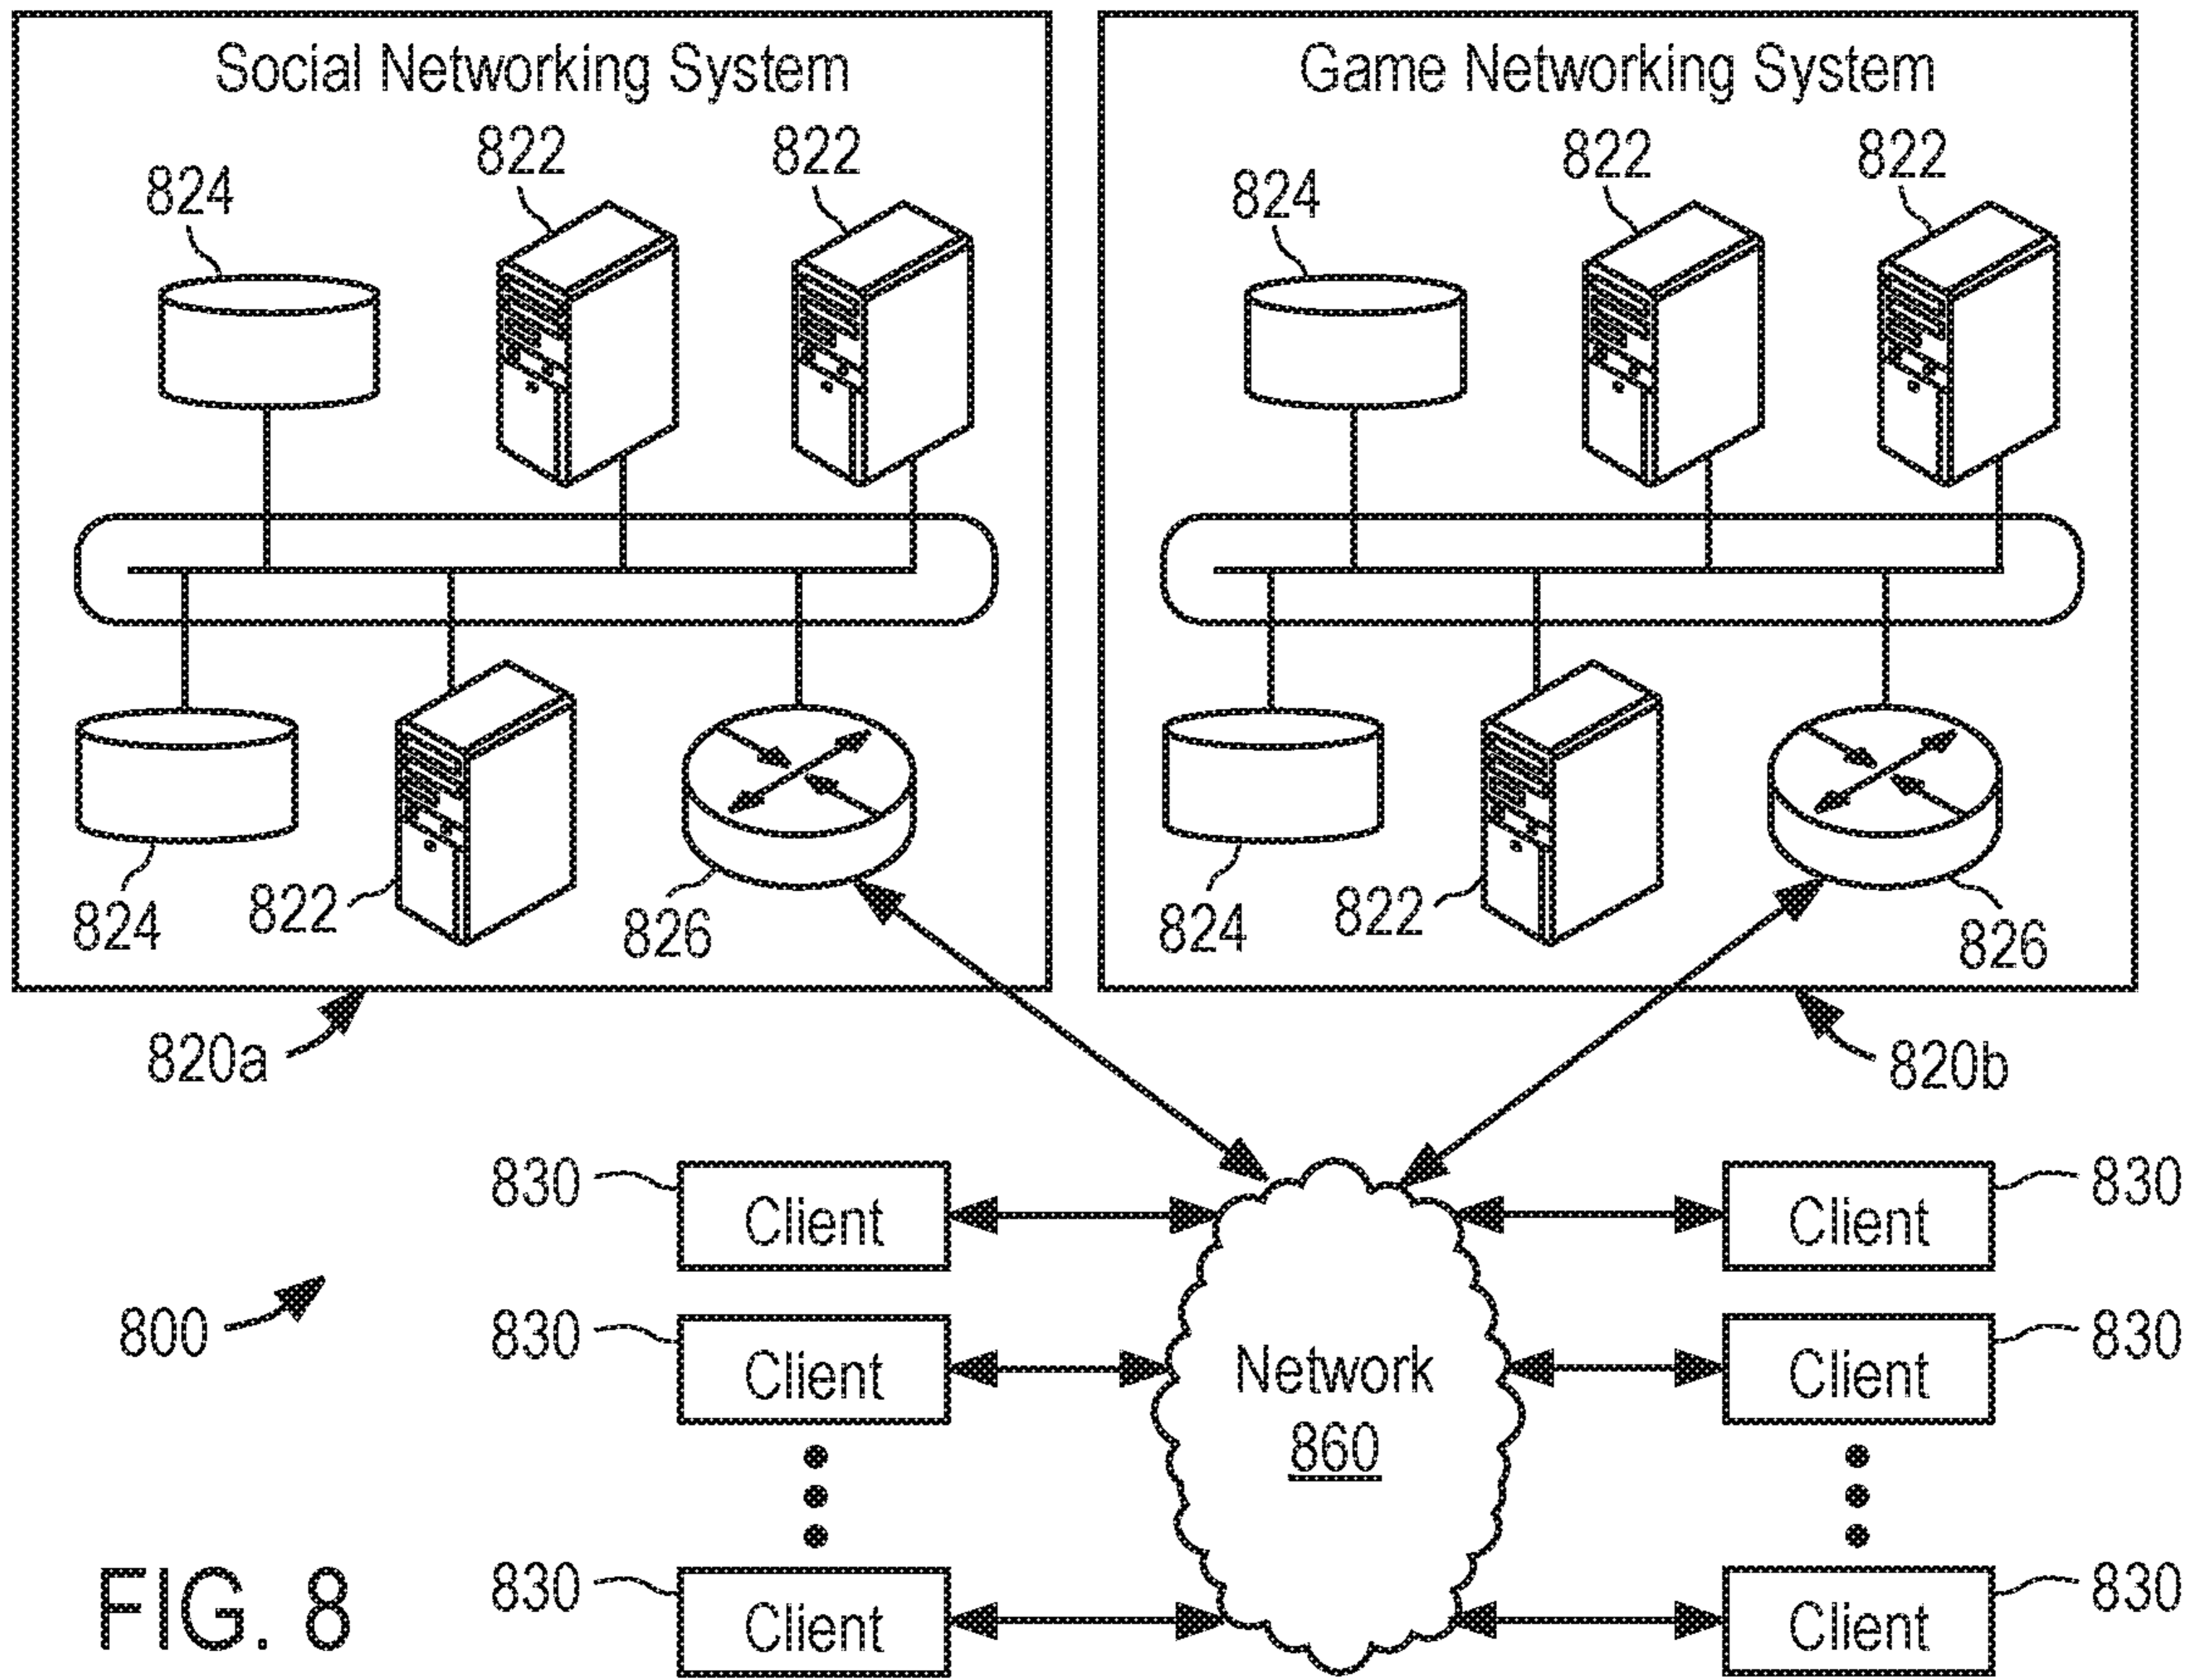 Social Networking System
Game Networking System
822
822
824
822
822
824
824
822
826
824
822
826
820a
820b
830
Client
Client
830
800
830
Client
Network
860
Client
830
830
Client
Client
830
FIG. 8